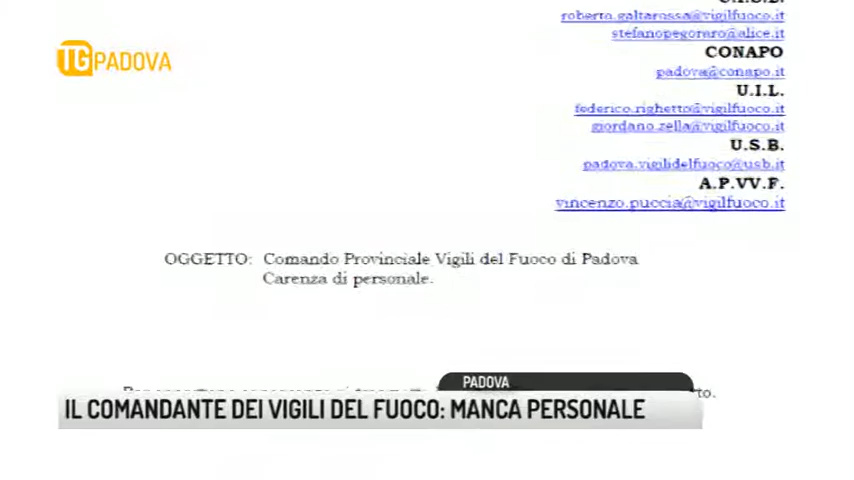 roberto.galtarossa@vigilfuoco.it
stefanopegoraro@alice.it
TG PADOVA
CONAPO
padova@conapo.it
U.I.L.
federico.righetto@vigilfuoco.it
giordano.zella@vigilfuoco.it
U.S.B.
padova.vigilidelfuoco@usb.it
A.P.VV.F.
vincenzo.puccia@vigilfuoco.it
OGGETTO: Comando Provinciale Vigili del Fuoco di Padova
Carenza di personale.
PADOVA
IL COMANDANTE DEI VIGILI DEL FUOCO: MANCA PERSONALE